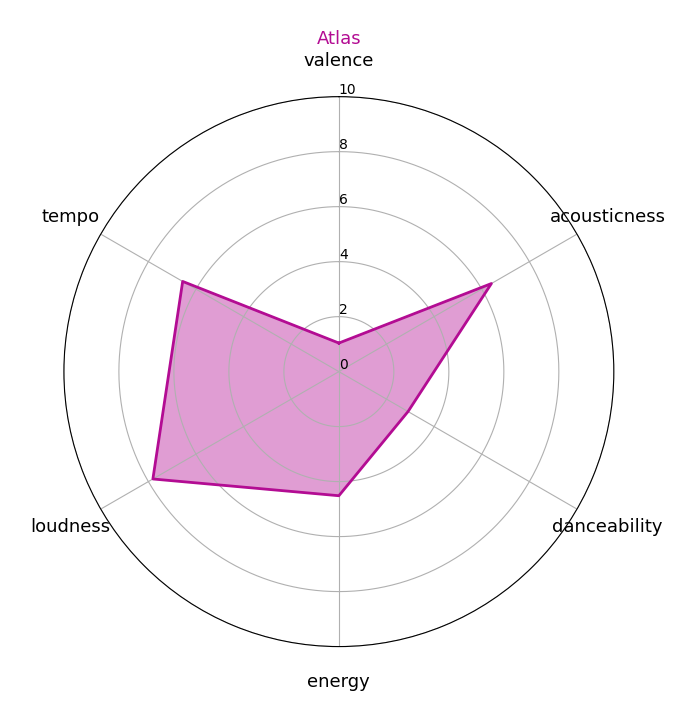 Atlas
valence
10
8
tempo
acousticness
6
4
2
0
loudness
danceability
energy